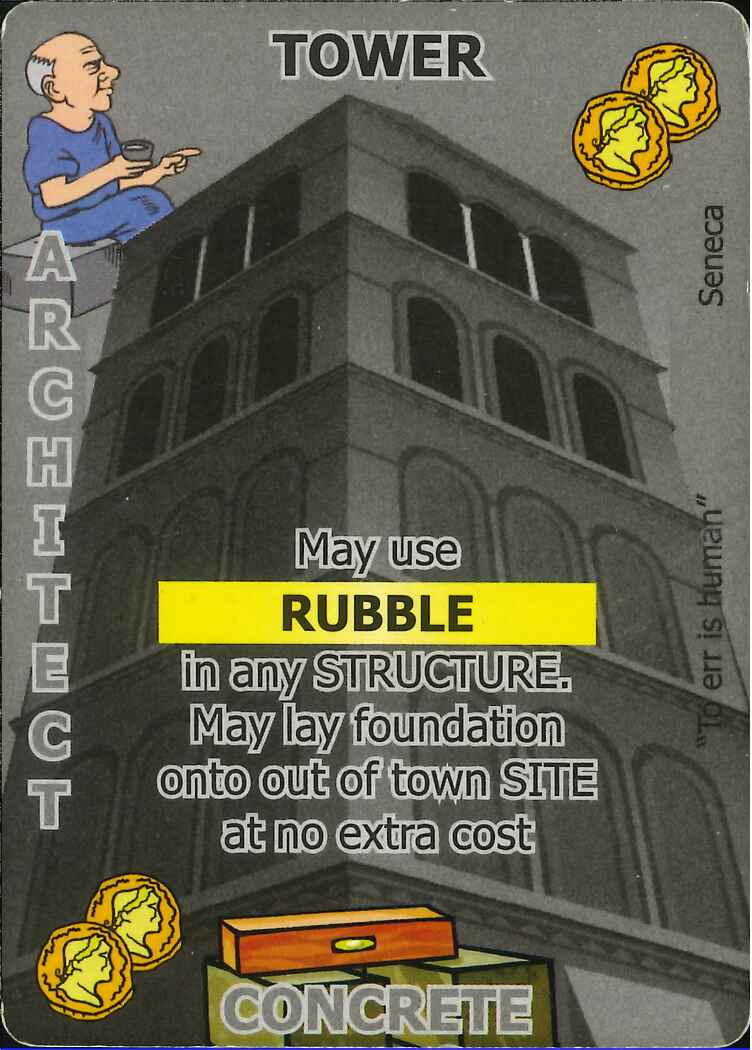 TOWER
ARCHITECT
Seneca
"To err is human"
May use
RUBBLE
in any STRUCTURE.
May lay foundation
onto out of town SITE
at no extra cost
CONCRETE